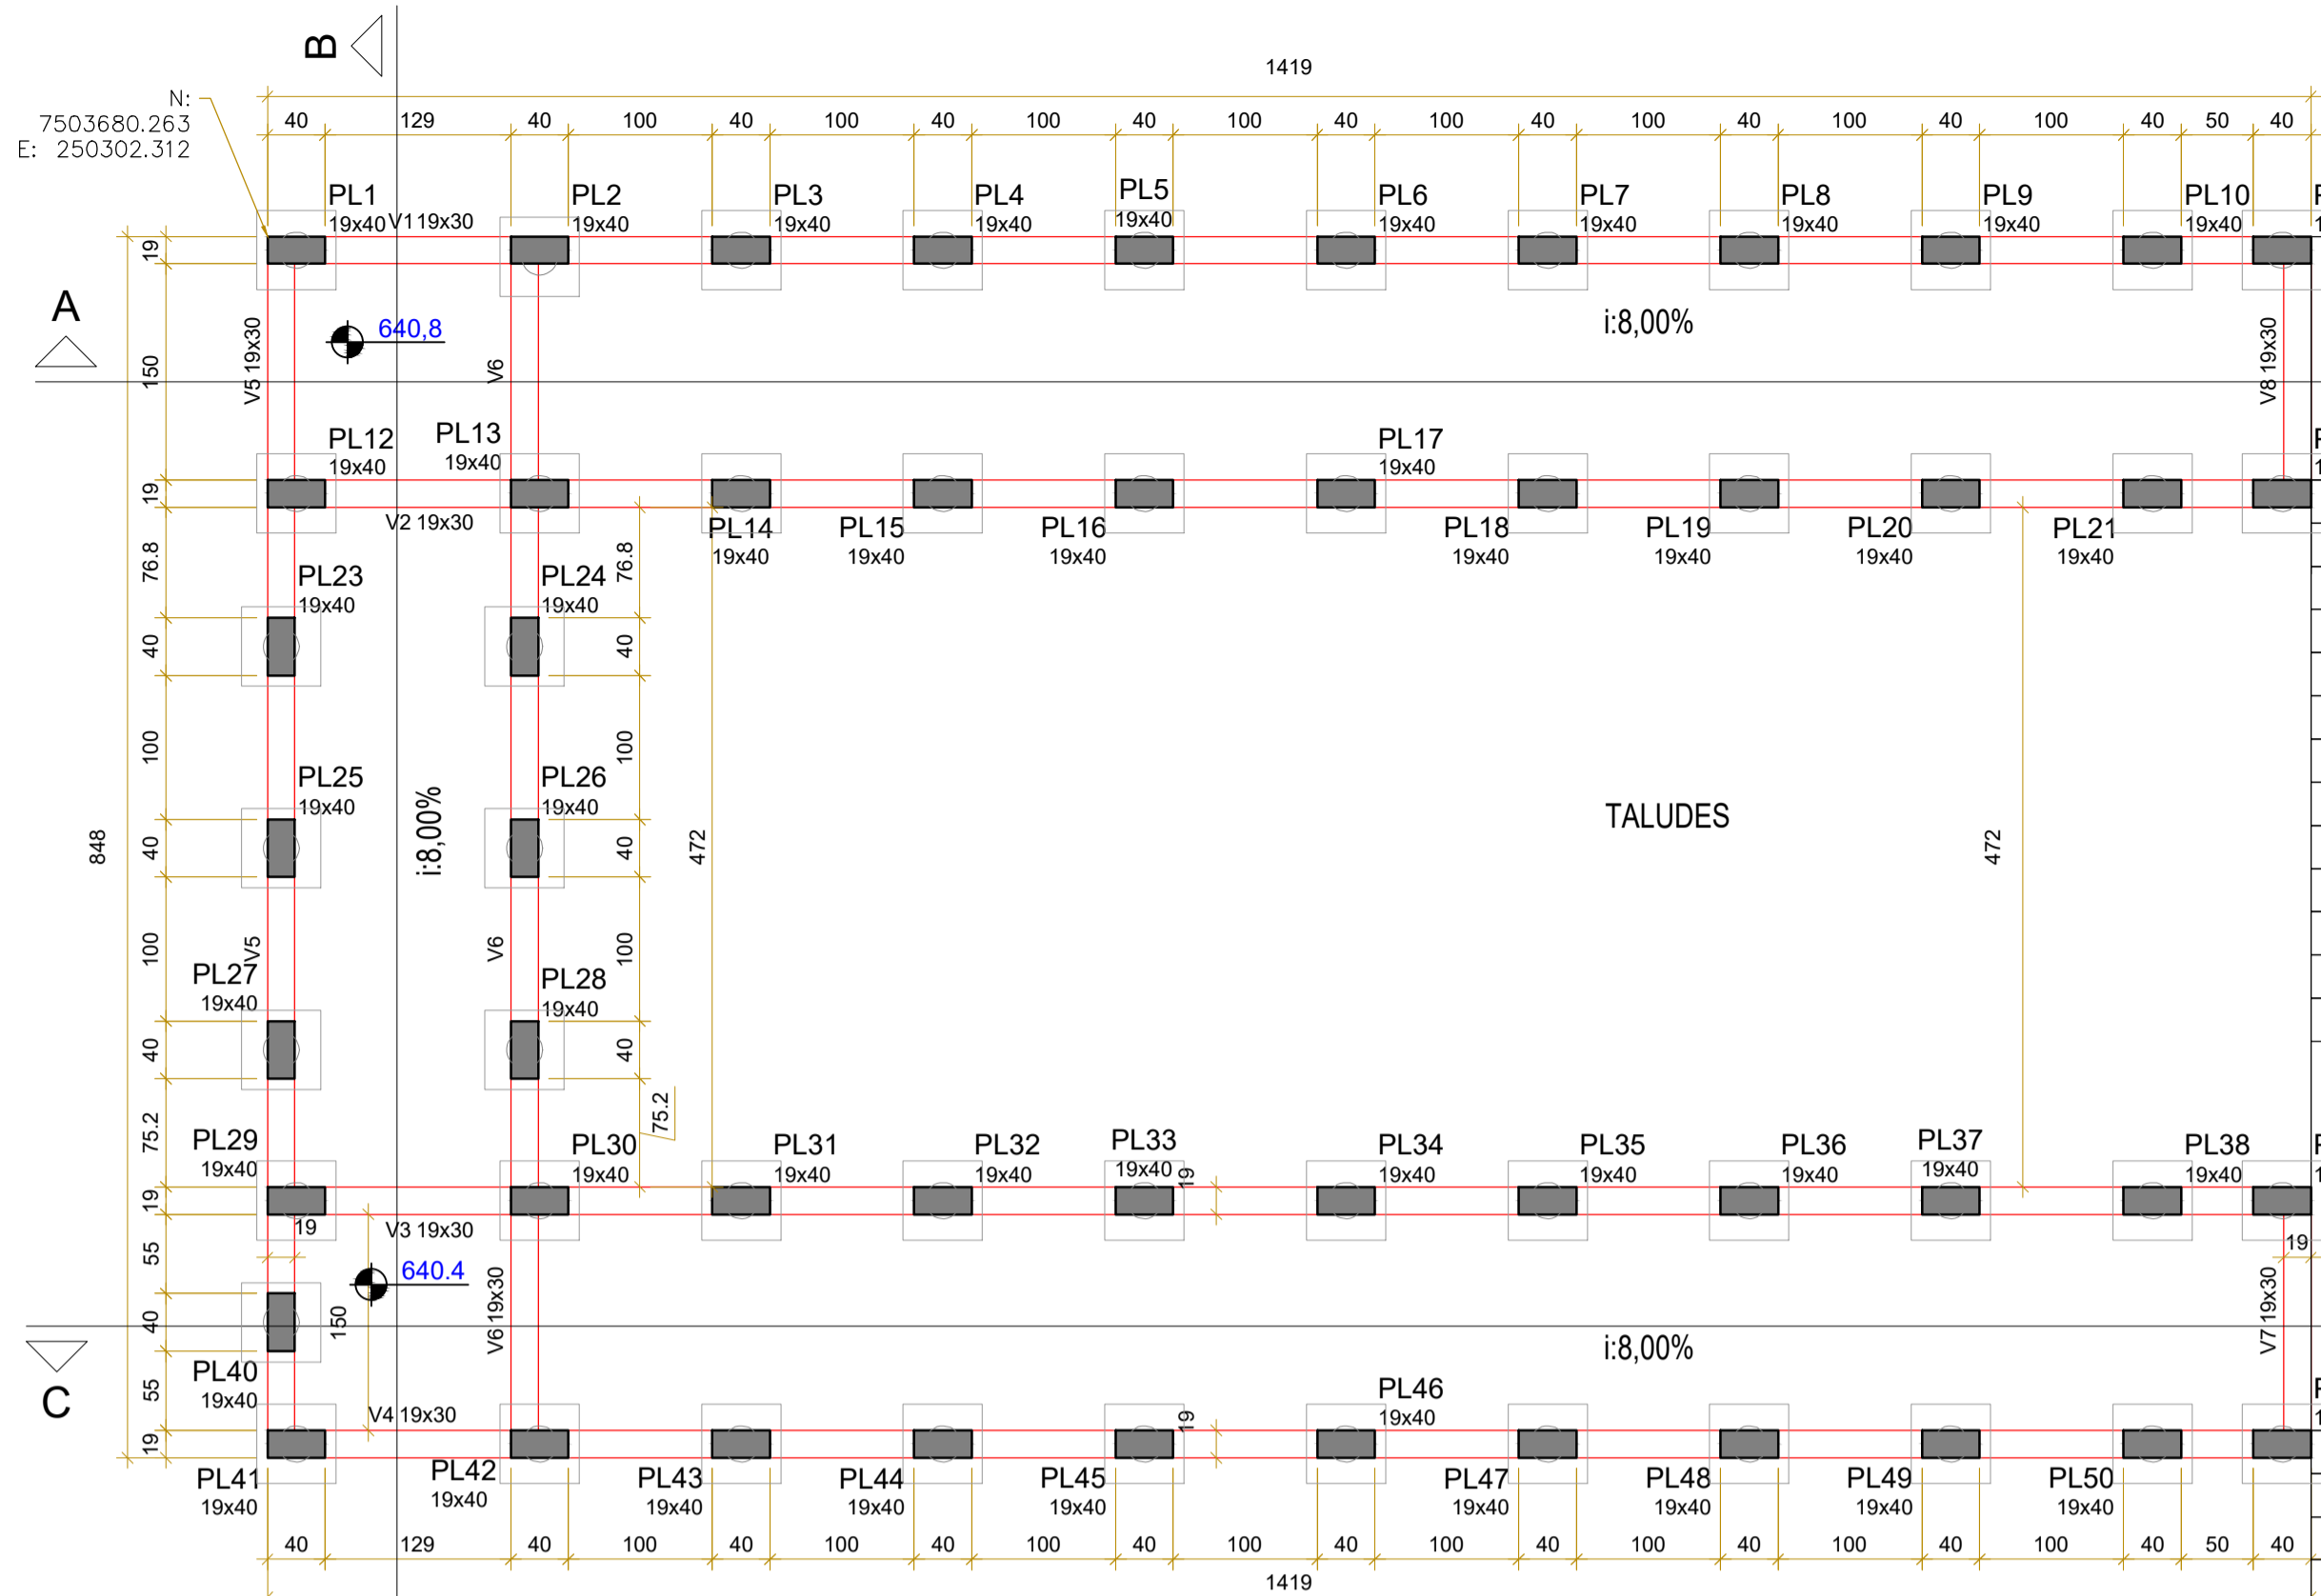 B
1419
N:
7503680.263
E: 250302.312
40 129 40 100 40 100 40 100 40 100 40 100 40 100 40 100 40 100 40 50 40
PL1
19x40
V1 19x30
PL2
19x40
PL3
19x40
PL4
19x40
PL5
19x40
PL6
19x40
PL7
19x40
PL8
19x40
PL9
19x40
PL10
19x40
19
A
640,8
i:8,00%
V5 19x30
150
V6
V8 19x30
PL12
19x40
PL13
19x40
PL17
19x40
19
V2 19x30
PL14
19x40
PL15
19x40
PL16
19x40
PL18
19x40
PL19
19x40
PL20
19x40
PL21
19x40
76.8
76.8
PL23
19x40
PL24
19x40
40
40
100
100
PL25
19x40
PL26
19x40
i:8,00%
TALUDES
848
40
40
472
472
100
V5
V6
100
PL27
19x40
PL28
19x40
40
40
75.2
75.2
PL29
19x40
PL30
19x40
PL31
19x40
PL32
19x40
PL33
19x40
19
PL34
19x40
PL35
19x40
PL36
19x40
PL37
19x40
PL38
19x40
19
19
V3 19x30
19
55
640.4
V6 19x30
V7 19x30
40
150
i:8,00%
C
PL40
19x40
55
V4 19x30
PL46
19x40
19
19
PL41
19x40
PL42
19x40
PL43
19x40
PL44
19x40
PL45
19x40
PL47
19x40
PL48
19x40
PL49
19x40
PL50
19x40
40 129 40 100 40 100 40 100 40 100 40 100 40 100 40 100 40 100 40 50 40
1419